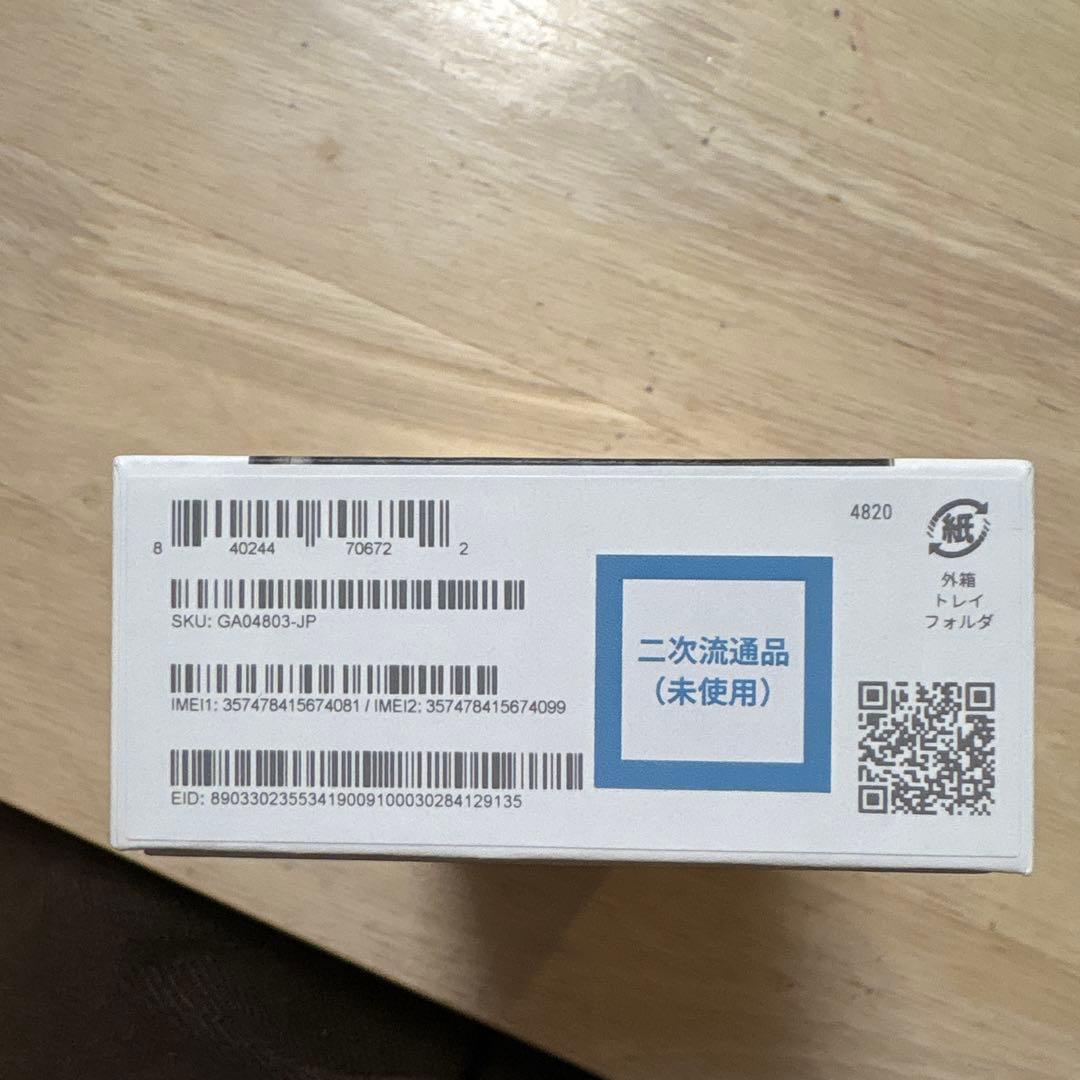 8 40244 70672 2
SKU: GA04803-JP
IMEI1: 357478415674081 / IMEI2: 357478415674099
EID: 89033023553419009100030284129135
二次流通品
（未使用）
4820
紙
外箱
トレイ
フォルダ